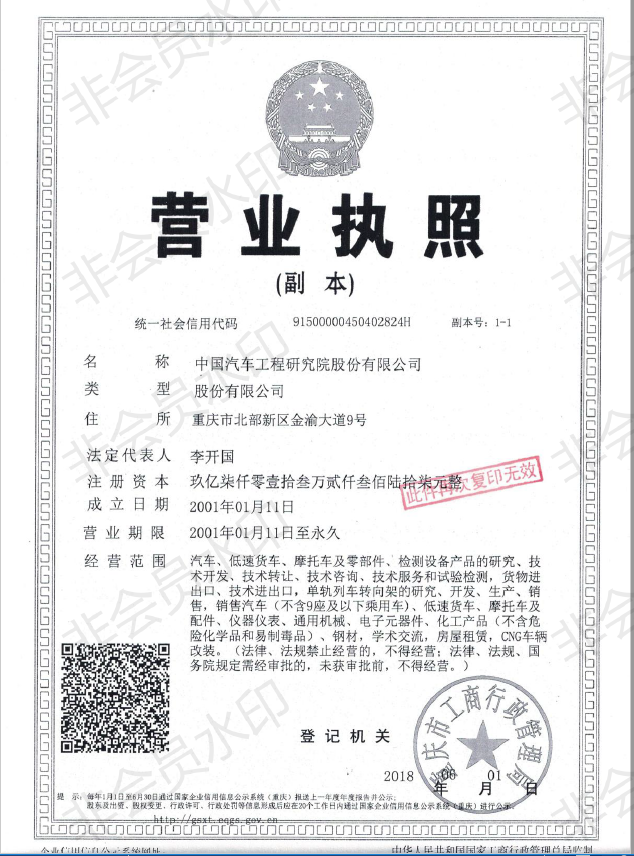 营业执照
(副 本)
统一社会信用代码 91500000450402824H 副本号：1-1
名 称 中国汽车工程研究院股份有限公司
类 型 股份有限公司
住 所 重庆市北部新区金渝大道9号
法定代表人 李开国
注册资本 玖亿柒仟零壹拾叁万贰仟叁佰陆拾柒元整
此件再次复印无效
成立日期 2001年01月11日
营业期限 2001年01月11日至永久
经营范围 汽车、低速货车、摩托车及零部件、检测设备产品的研究、技
术开发、技术转让、技术咨询、技术服务和试验检测，货物进
出口、技术进出口，单轨列车转向架的研究、开发、生产、销
售，销售汽车（不含9座及以下乘用车）、低速货车、摩托车及
配件、仪器仪表、通用机械、电子元器件、化工产品（不含危
险化学品和易制毒品）、钢材，学术交流，房屋租赁，CNG车辆
改装。（法律、法规禁止经营的，不得经营；法律、法规、国
务院规定需经审批的，未获审批前，不得经营。）
登记机关
重庆市工商行政管理局
2018 06 01
年 月 日
提 示：每年1月1日至6月30日通过国家企业信用信息公示系统（重庆）报送上一年度年度报告并公示；
股东及出资、股权变更、行政许可、行政处罚等信息形成后应在20个工作日内通过国家企业信用信息公示系统（重庆）进行公示。
http://gsxt.cqgs.gov.cn
企业信用信息公示系统网址:
中华人民共和国国家工商行政管理总局监制
非会员水印
非会员水印
非会员水印
非会员水印